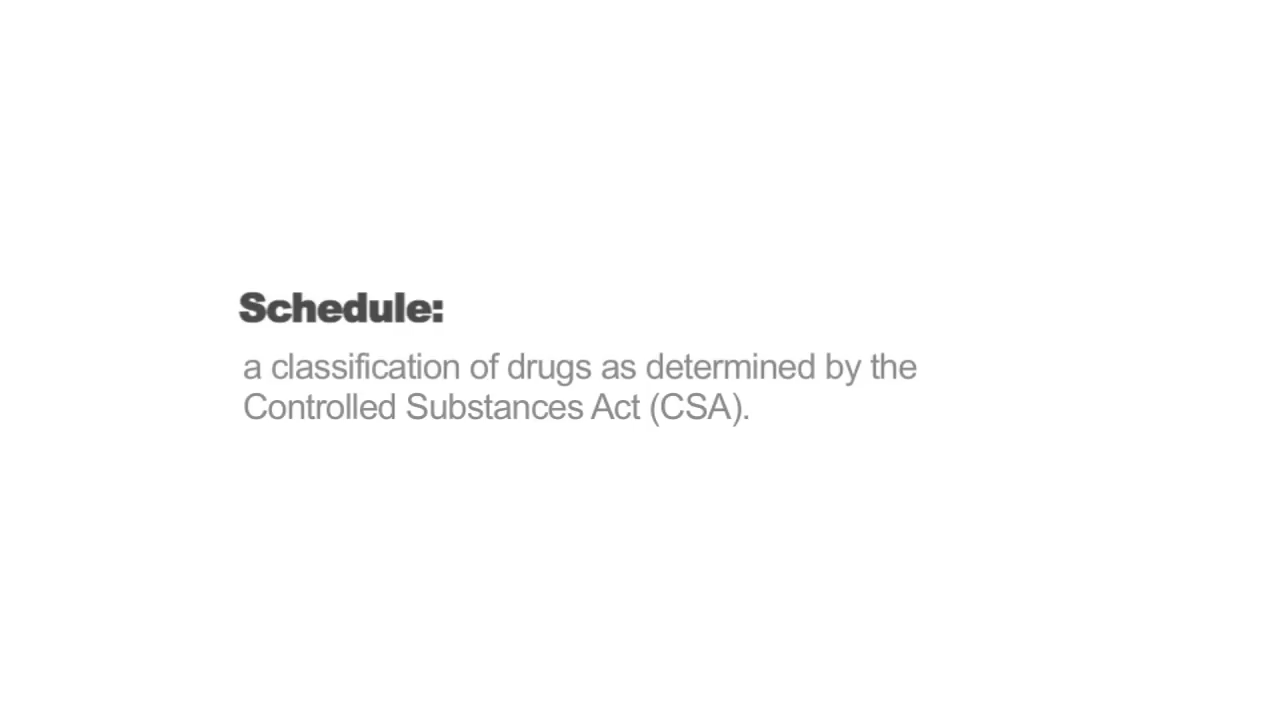 Schedule:
a classification of drugs as determined by the
Controlled Substances Act (CSA).